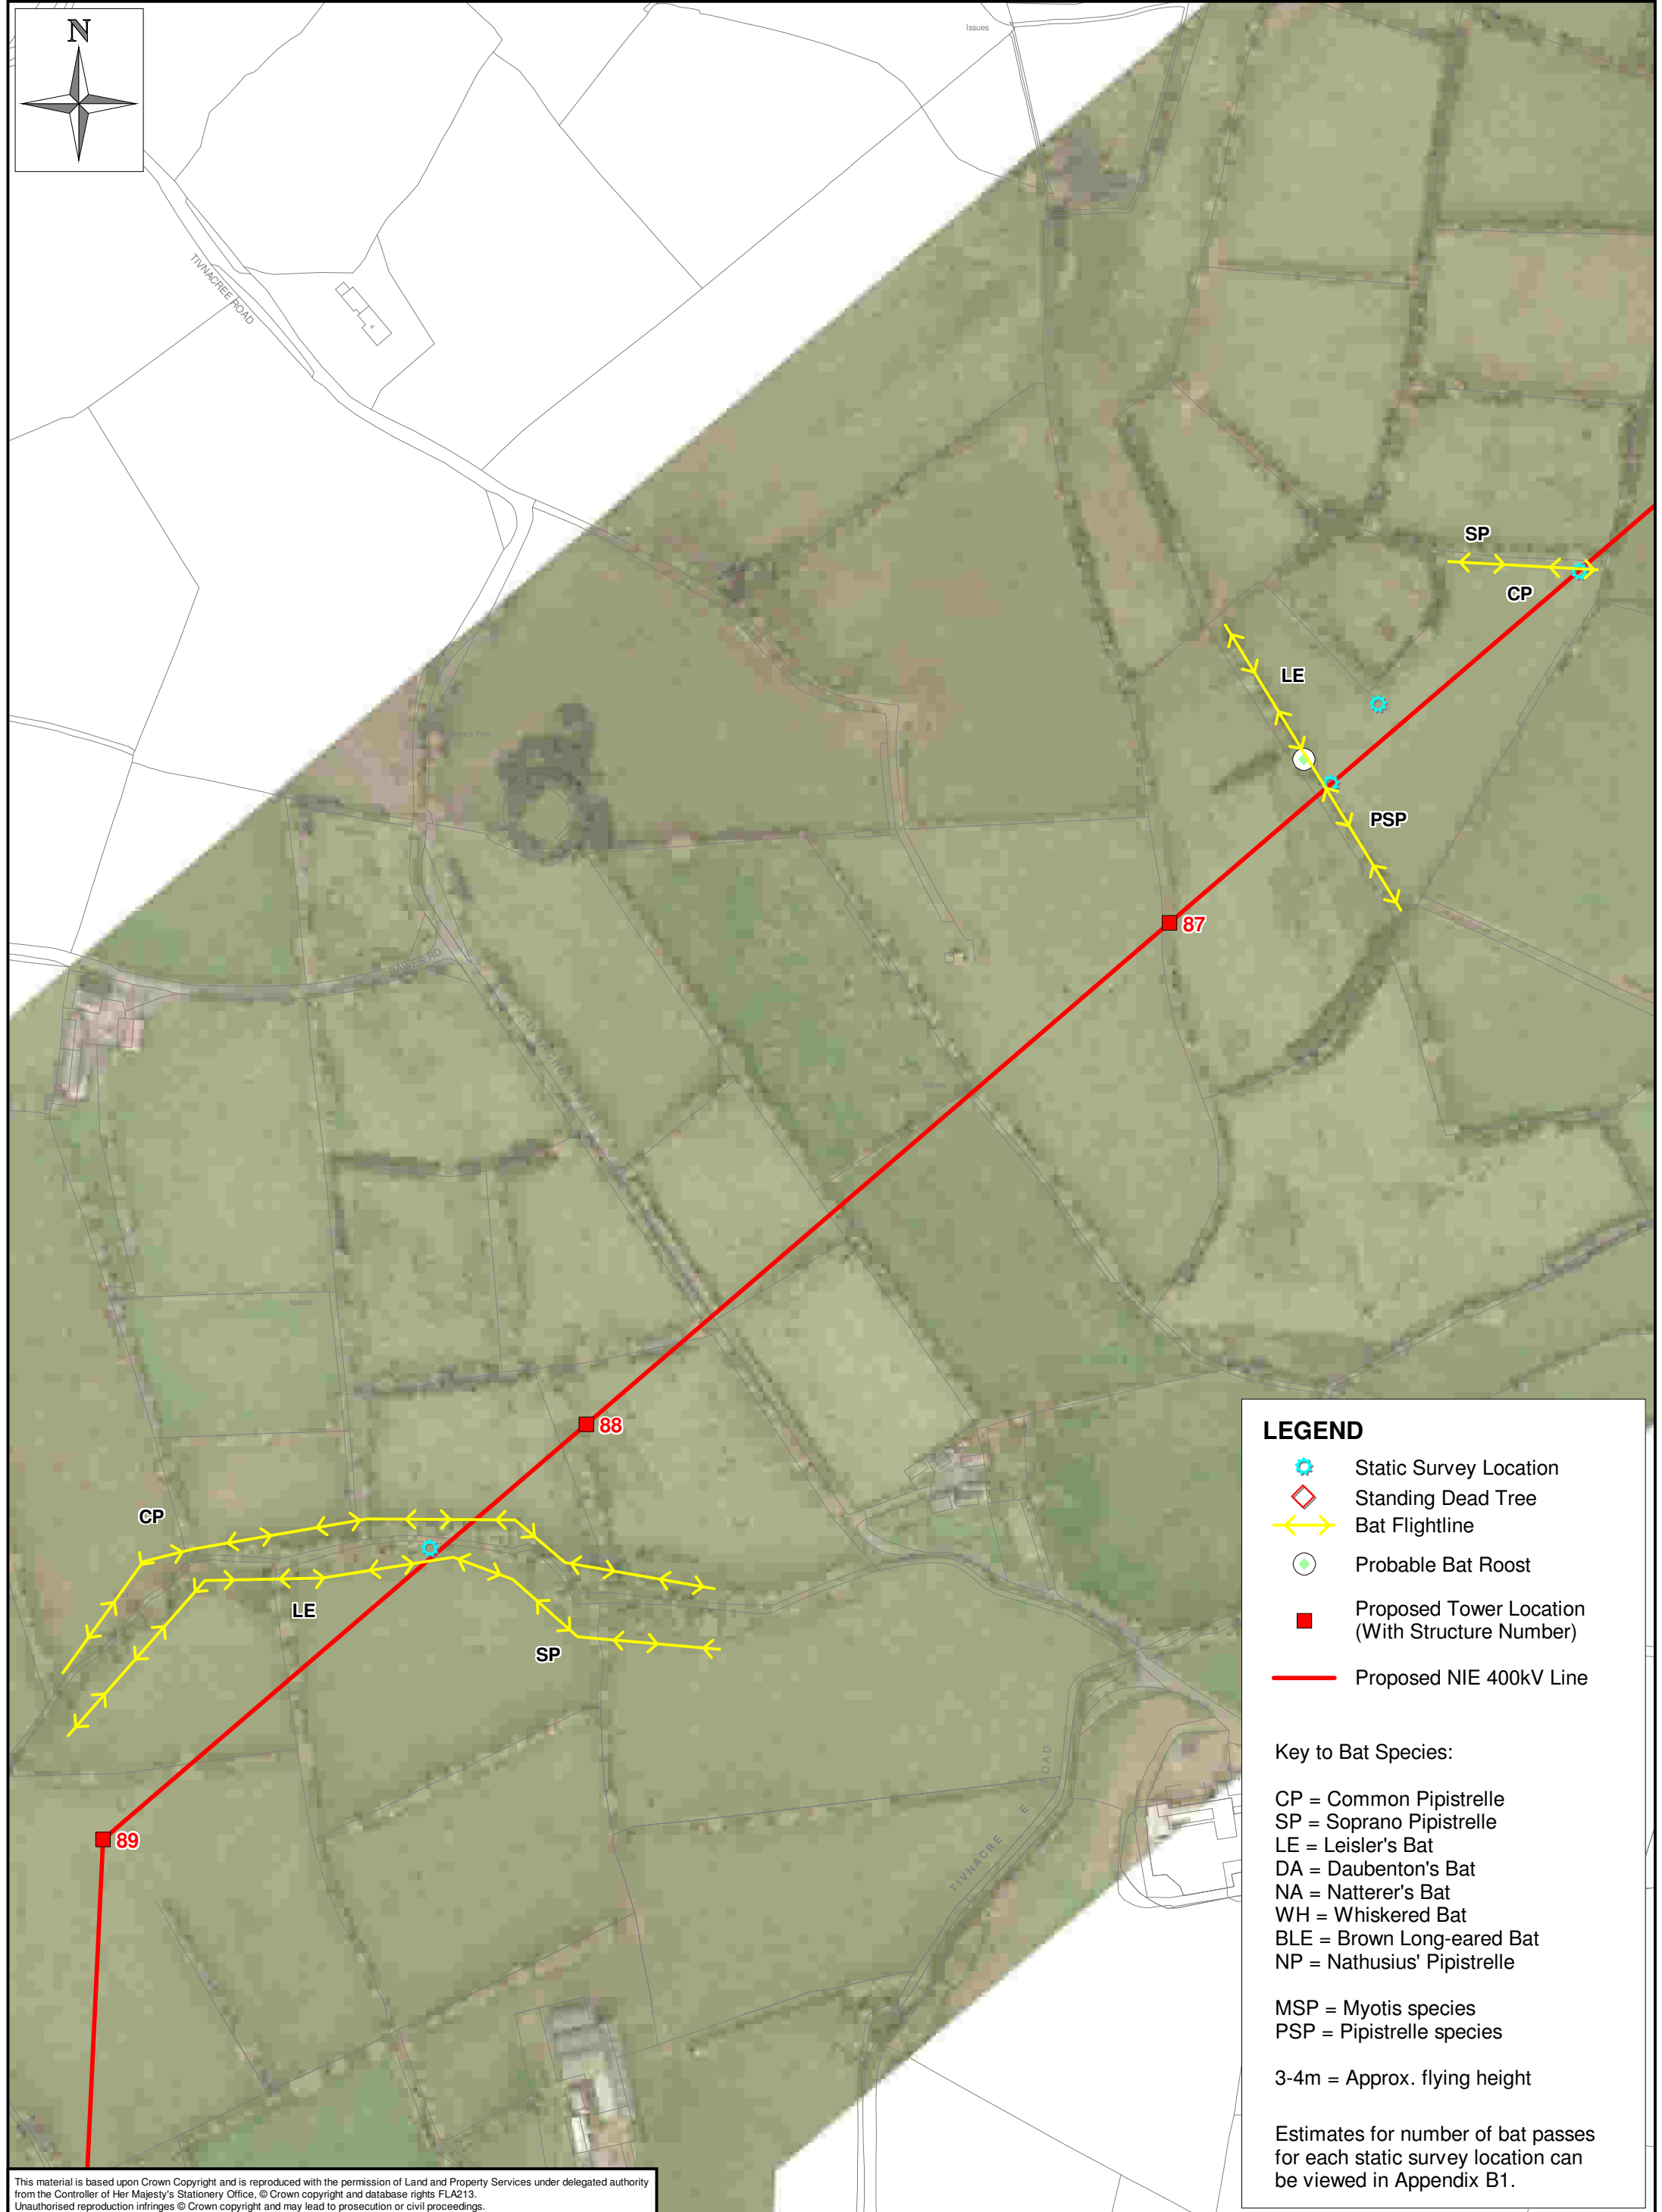 N
Issues
TIVNACREE ROAD
4
SP
CP
LE
PSP
87
Issues
TIVNACREE ROAD
Issues
88
CP
LE
SP
89
TIVNACRE E ROAD
LEGEND
Static Survey Location
Standing Dead Tree
Bat Flightline
Probable Bat Roost
Proposed Tower Location
(With Structure Number)
Proposed NIE 400kV Line
Key to Bat Species:
CP = Common Pipistrelle
SP = Soprano Pipistrelle
LE = Leisler's Bat
DA = Daubenton's Bat
NA = Natterer's Bat
WH = Whiskered Bat
BLE = Brown Long-eared Bat
NP = Nathusius' Pipistrelle
MSP = Myotis species
PSP = Pipistrelle species
3-4m = Approx. flying height
Estimates for number of bat passes
for each static survey location can
be viewed in Appendix B1.
This material is based upon Crown Copyright and is reproduced with the permission of Land and Property Services under delegated authority
from the Controller of Her Majesty's Stationery Office, © Crown copyright and database rights FLA213.
Unauthorised reproduction infringes © Crown copyright and may lead to prosecution or civil proceedings.